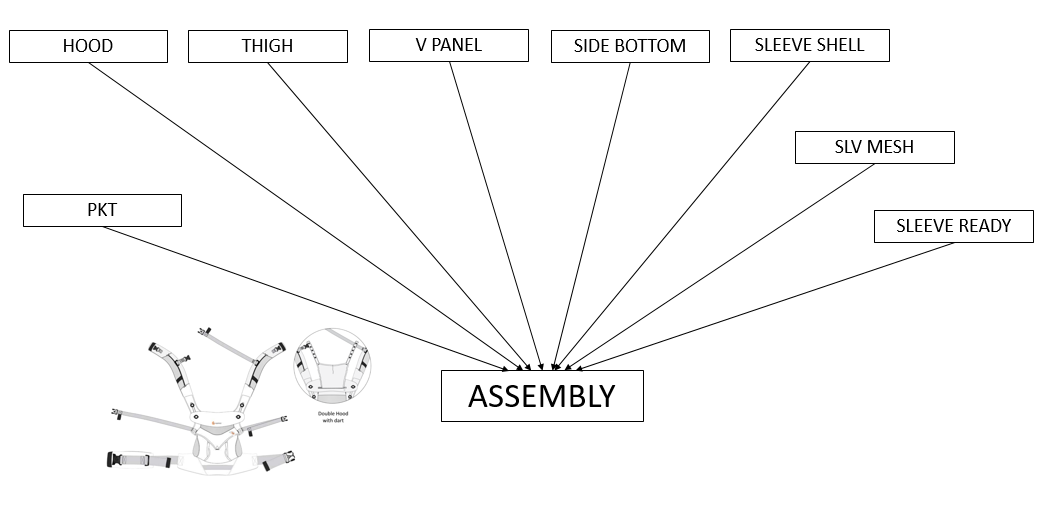 HOOD
THIGH
V PANEL
SIDE BOTTOM
SLEEVE SHELL
SLV MESH
PKT
SLEEVE READY
ASSEMBLY
Double Hood
with dart